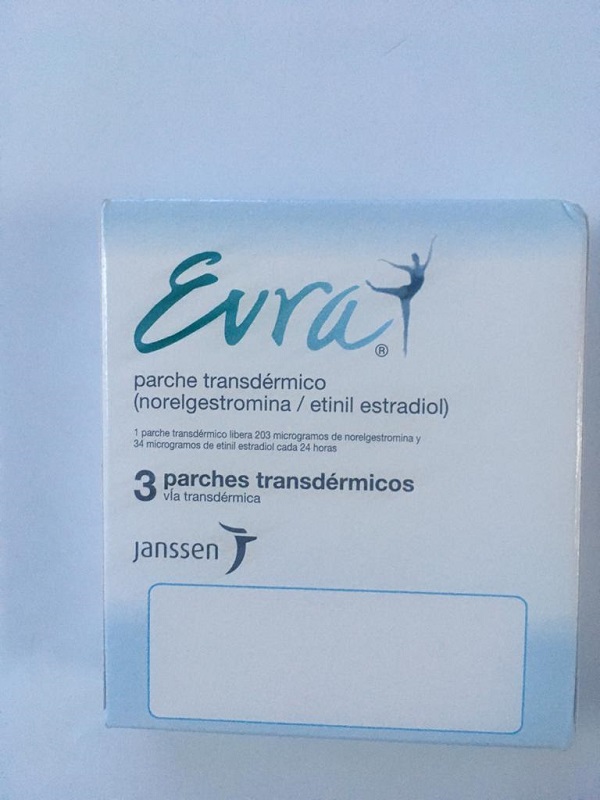 Evra®
parche transdérmico
(norelgestromina / etinil estradiol)
1 parche transdérmico libera 203 microgramos de norelgestromina y
34 microgramos de etinil estradiol cada 24 horas
3 parches transdérmicos
vía transdérmica
janssen